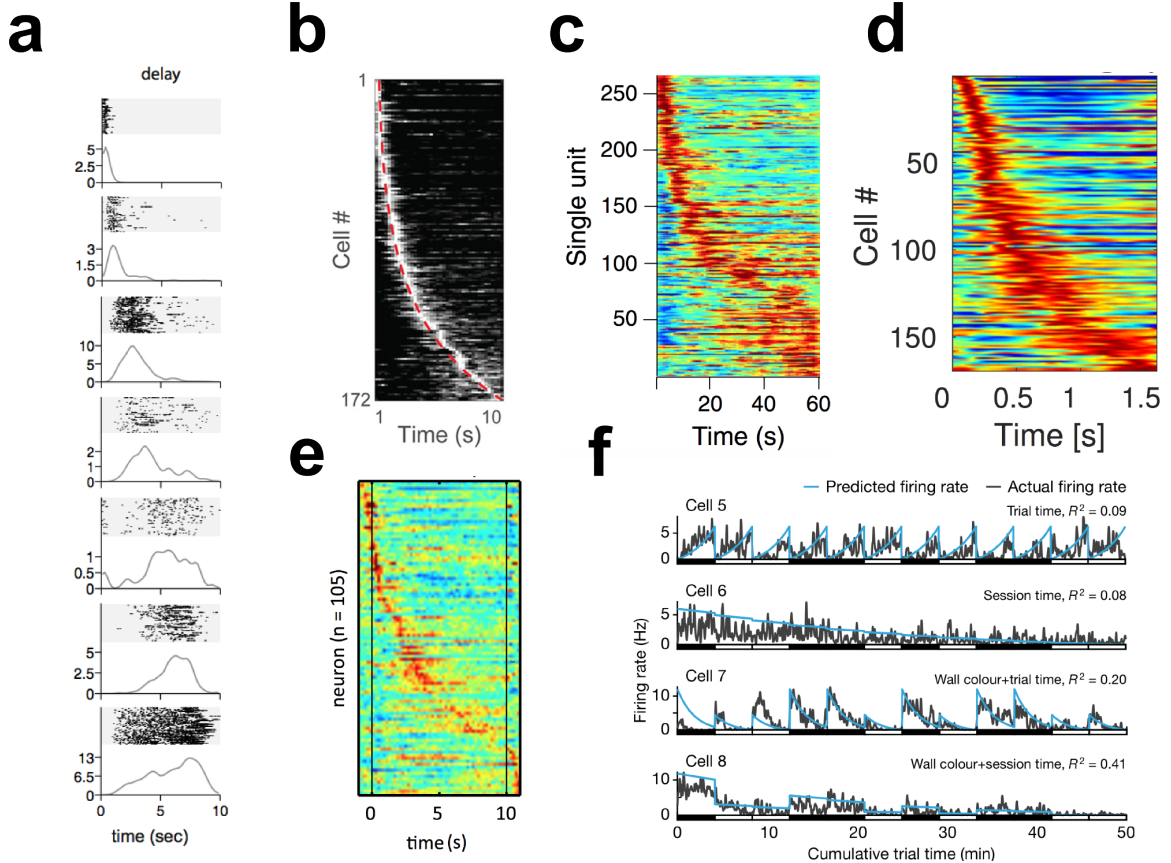 a
delay
5
2.5
0
3
1.5
0
10
5
0
2
1
0
1
0.5
0
5
2.5
0
13
6.5
0
0
5
10
time (sec)
b
1
Cell #
172
1
10
Time (s)
c
250
200
150
100
50
Single unit
20
40
60
Time (s)
d
50
100
150
Cell #
0
0.5
1
1.5
Time [s]
e
neuron (n = 105)
0
5
10
time (s)
f
Predicted firing rate
Actual firing rate
Cell 5
Trial time, R² = 0.09
5
0
Cell 6
Session time, R² = 0.08
5
0
Cell 7
Wall colour+trial time, R² = 0.20
10
0
Cell 8
Wall colour+session time, R² = 0.41
10
0
Firing rate (Hz)
0
10
20
30
40
50
Cumulative trial time (min)